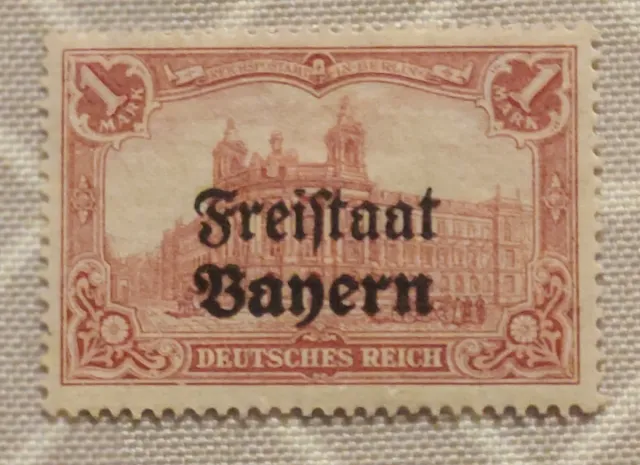 1 MARK
REICHSPOSTAMT IN BERLIN
1 MARK
Freiſtaat
Bayern
DEUTSCHES REICH